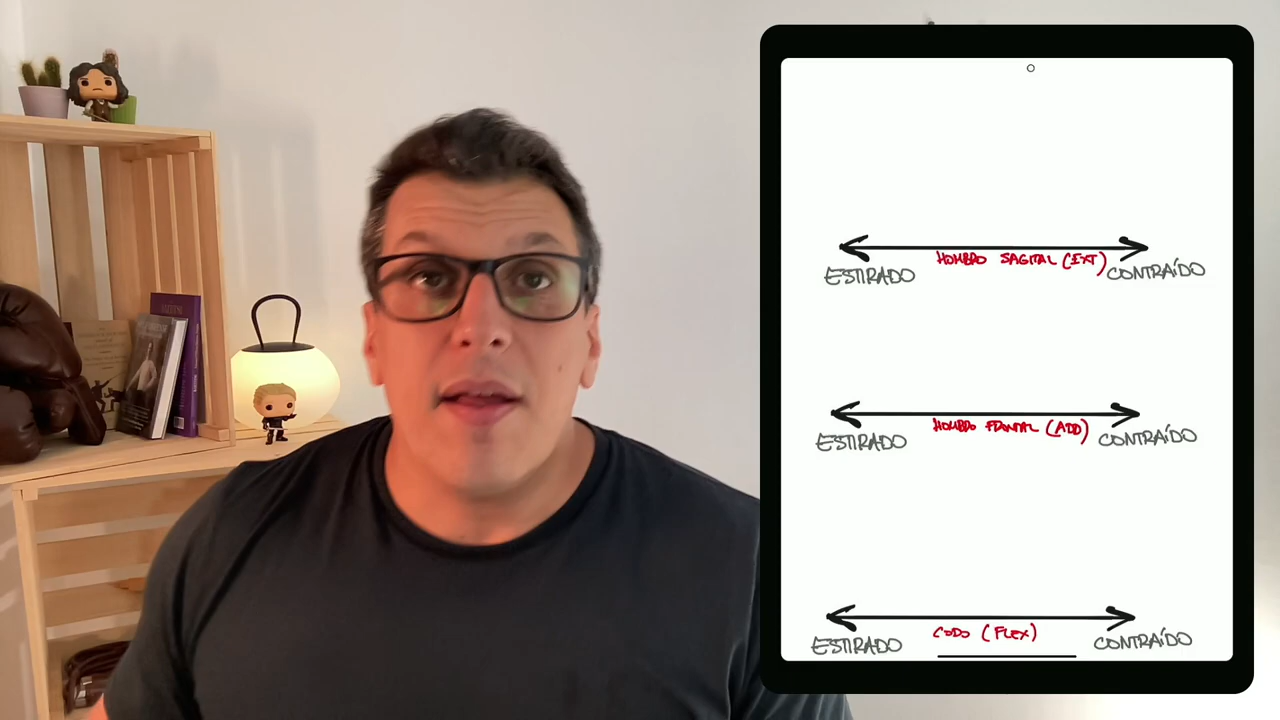 HOMBRO SAGITAL (EXT)
ESTIRADO
CONTRAÍDO
HOMBRO FRONTAL (ADD)
ESTIRADO
CONTRAÍDO
CODO (FLEX)
ESTIRADO
CONTRAÍDO